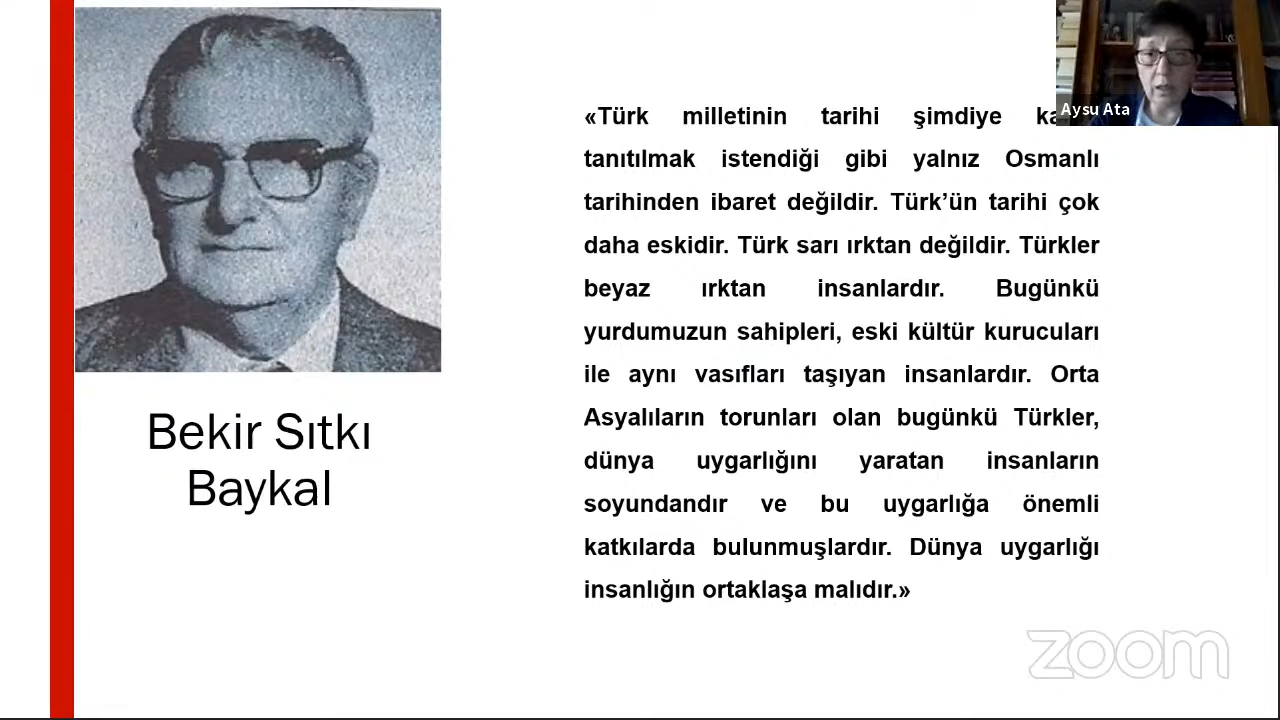 «Türk milletinin tarihi şimdiye
tanıtılmak istendiği gibi yalnız Osmanlı
tarihinden ibaret değildir. Türk’ün tarihi çok
daha eskidir. Türk sarı ırktan değildir. Türkler
beyaz ırktan insanlardır. Bugünkü
yurdumuzun sahipleri, eski kültür kurucuları
ile aynı vasıfları taşıyan insanlardır. Orta
Asyalıların torunları olan bugünkü Türkler,
dünya uygarlığını yaratan insanların
soyundandır ve bu uygarlığa önemli
katkılarda bulunmuşlardır. Dünya uygarlığı
insanlığın ortaklaşa malıdır.»
Bekir Sıtkı
Baykal
Aysu Ata
zoom